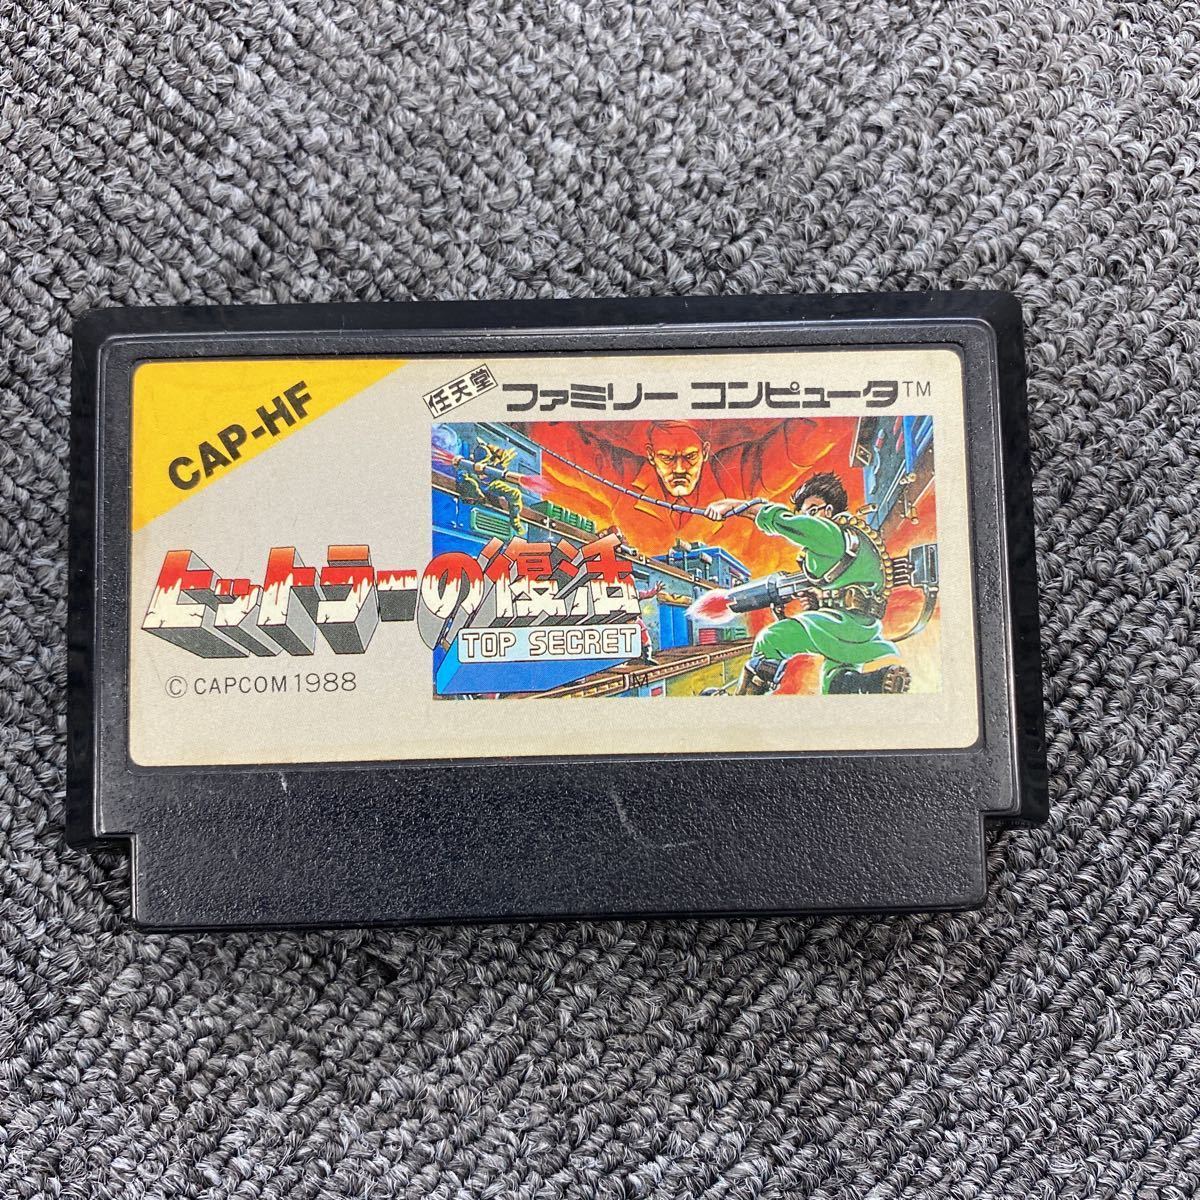 CAP-HF
任天堂 ファミリー コンピュータ™
ヒットラーの復活
TOP SECRET
TM
© CAPCOM 1988